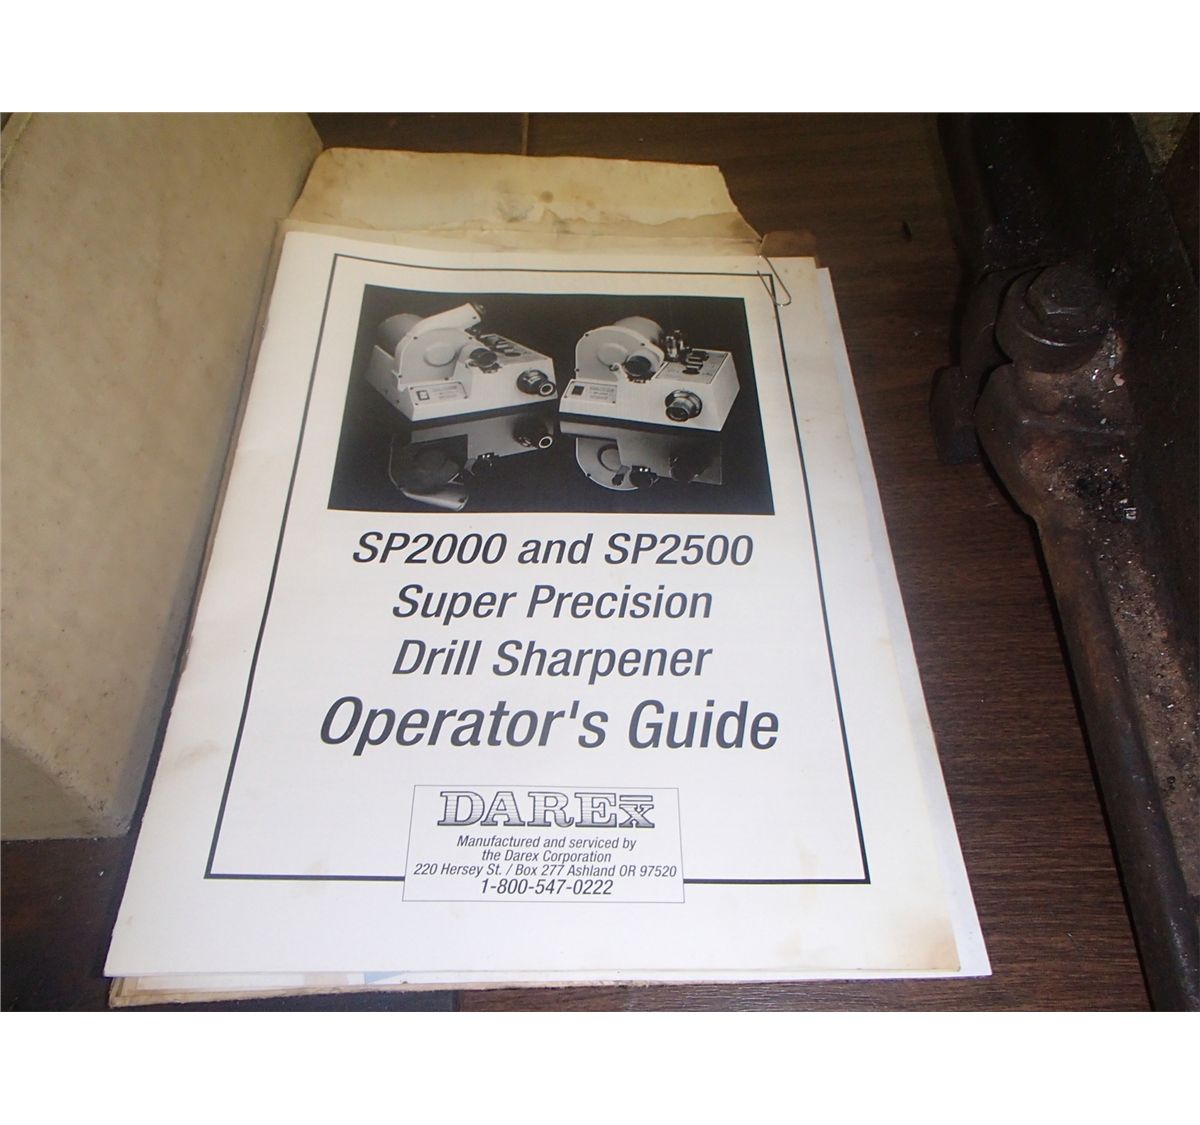 SP2000 and SP2500
Super Precision
Drill Sharpener
Operator's Guide
DAREX
Manufactured and serviced by
the Darex Corporation
220 Hersey St. / Box 277 Ashland OR 97520
1-800-547-0222